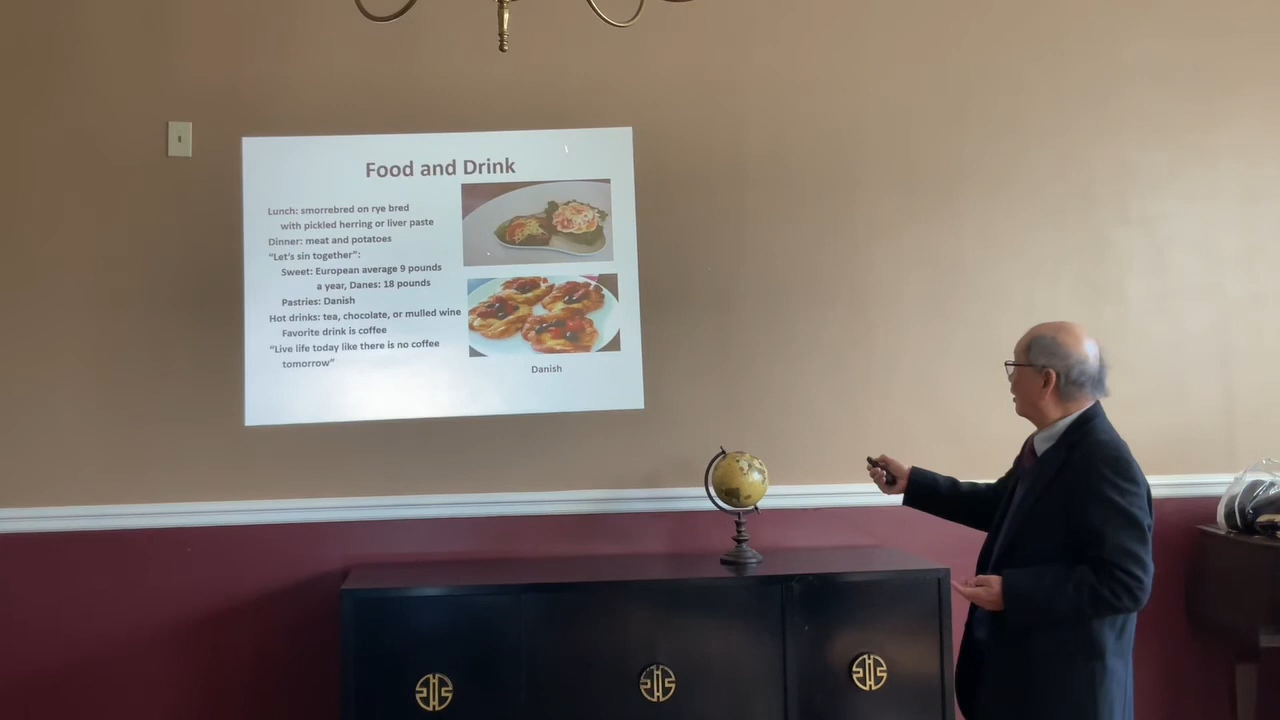 Food and Drink
Lunch: smorrebred on rye bred
with pickled herring or liver paste
Dinner: meat and potatoes
“Let’s sin together”:
Sweet: European average 9 pounds
a year, Danes: 18 pounds
Pastries: Danish
Hot drinks: tea, chocolate, or mulled wine
Favorite drink is coffee
“Live life today like there is no coffee
tomorrow”
Danish